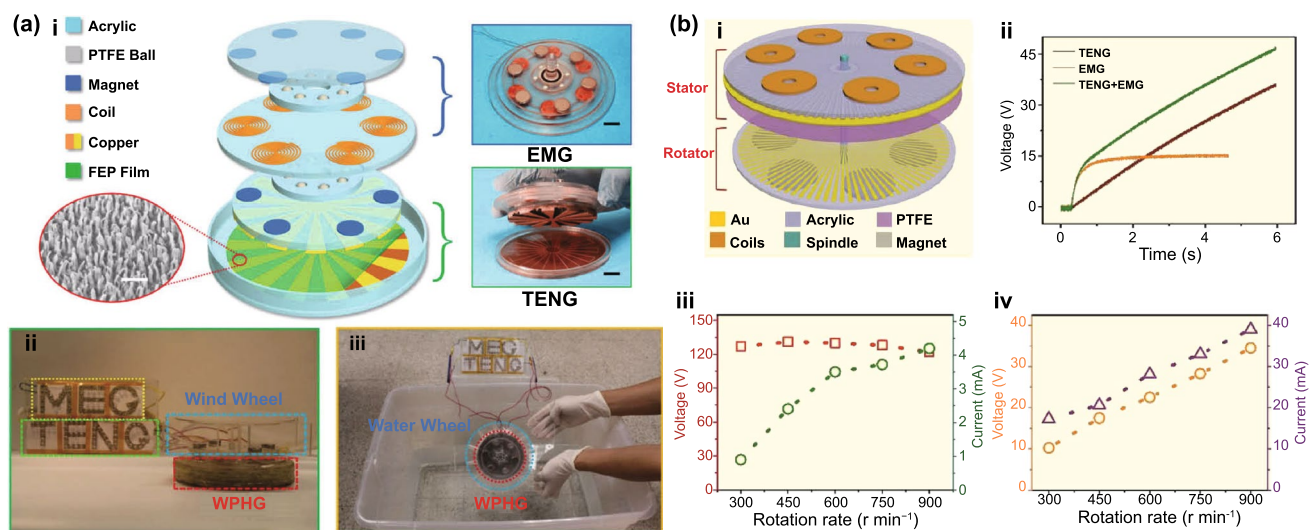 (a) i
Acrylic
PTFE Ball
Magnet
Coil
Copper
FEP Film
EMG
TENG
ii
MEG
TENG
Wind Wheel
WPHG
iii
MEG
TENG
Water Wheel
WPHG
(b) i
Stator
Rotator
Au
Acrylic
PTFE
Coils
Spindle
Magnet
ii
TENG
EMG
TENG+EMG
Voltage (V)
45
30
15
0
0 2 4 6
Time (s)
iii
Voltage (V)
150
120
90
60
30
0
5
4
3
2
1
0
Current (mA)
300 450 600 750 900
Rotation rate (r min⁻¹)
iv
Voltage (V)
40
30
20
10
0
40
30
20
10
0
Current (mA)
300 450 600 750 900
Rotation rate (r min⁻¹)